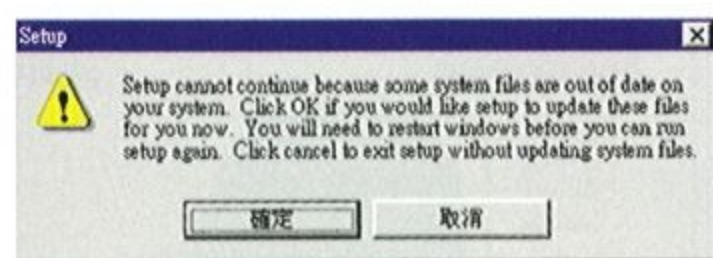 Setup
Setup cannot continue because some system files are out of date on
your system. Click OK if you would like setup to update these files
for you now. You will need to restart windows before you can run
setup again. Click cancel to exit setup without updating system files.
確定
取消